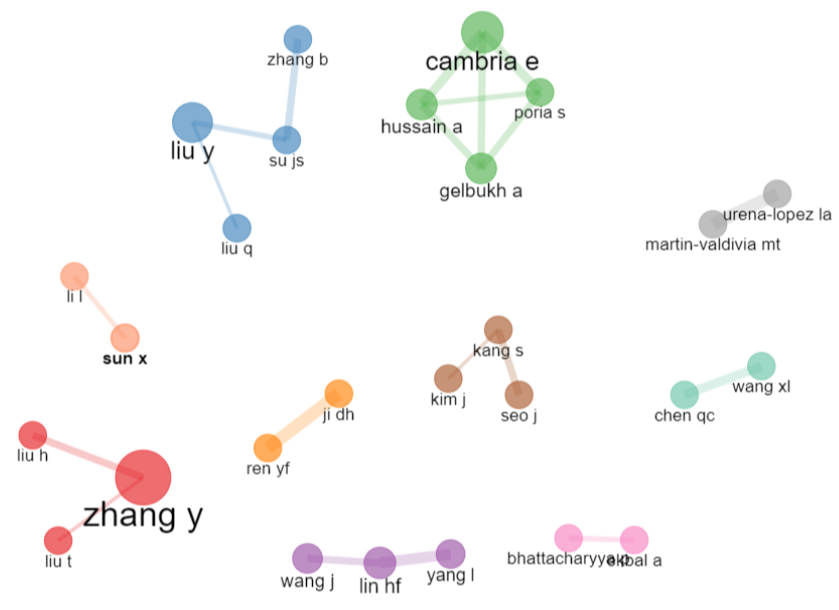 zhang b
cambria e
poria s
hussain a
liu y
su js
gelbukh a
urena-lopez la
martin-valdivia mt
liu q
li l
sun x
kang s
wang xl
kim j
seo j
chen qc
ji dh
liu h
ren yf
zhang y
liu t
bhattacharyya p
ekbal a
yang l
wang j
lin hf